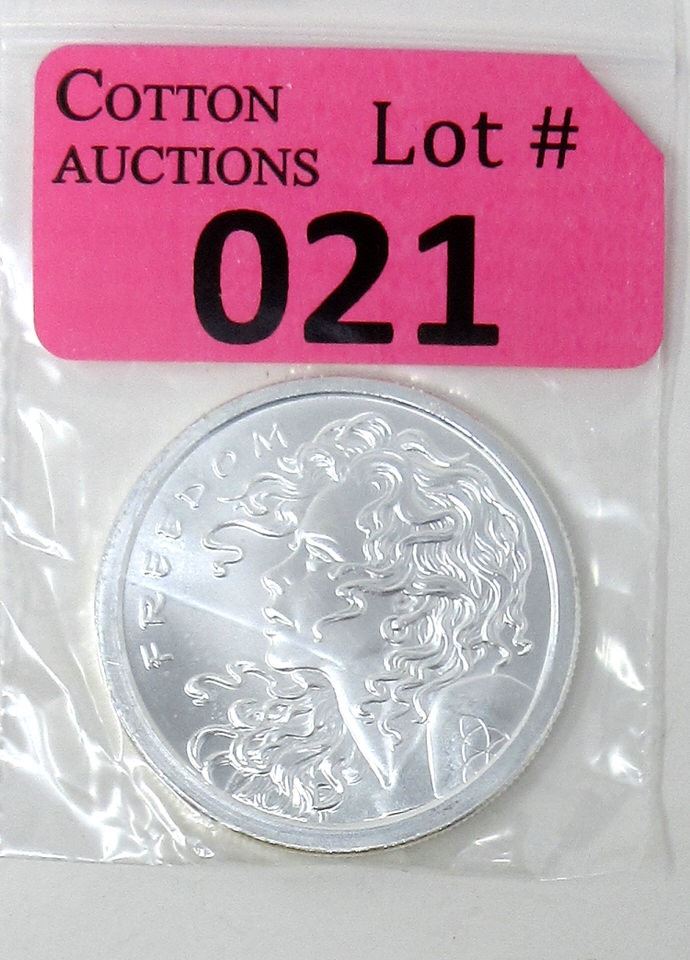 COTTON
AUCTIONS
Lot #
021
FREEDOM